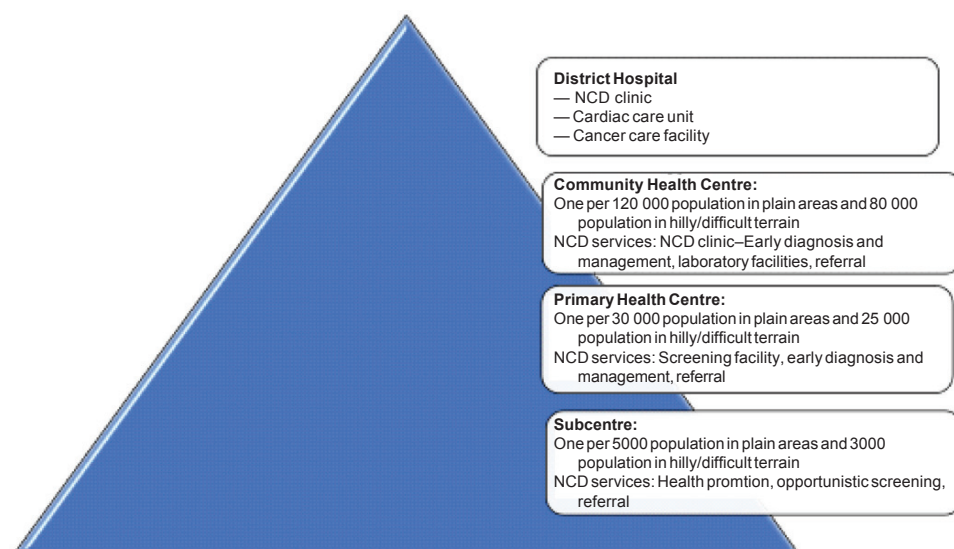 District Hospital
— NCD clinic
— Cardiac care unit
— Cancer care facility
Community Health Centre:
One per 120 000 population in plain areas and 80 000
population in hilly/difficult terrain
NCD services: NCD clinic–Early diagnosis and
management, laboratory facilities, referral
Primary Health Centre:
One per 30 000 population in plain areas and 25 000
population in hilly/difficult terrain
NCD services: Screening facility, early diagnosis and
management, referral
Subcentre:
One per 5000 population in plain areas and 3000
population in hilly/difficult terrain
NCD services: Health promtion, opportunistic screening,
referral